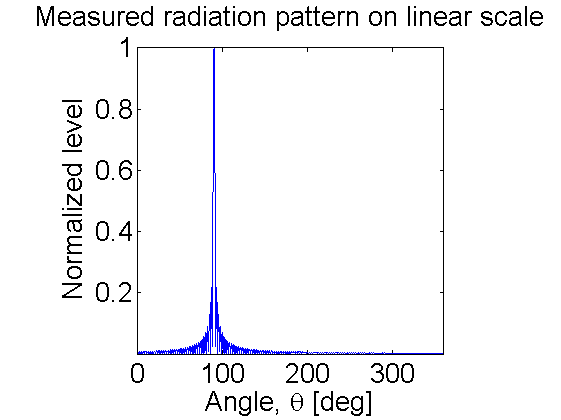 Measured radiation pattern on linear scale
1
0.8
0.6
0.4
0.2
Normalized level
0 100 200 300
Angle, θ [deg]